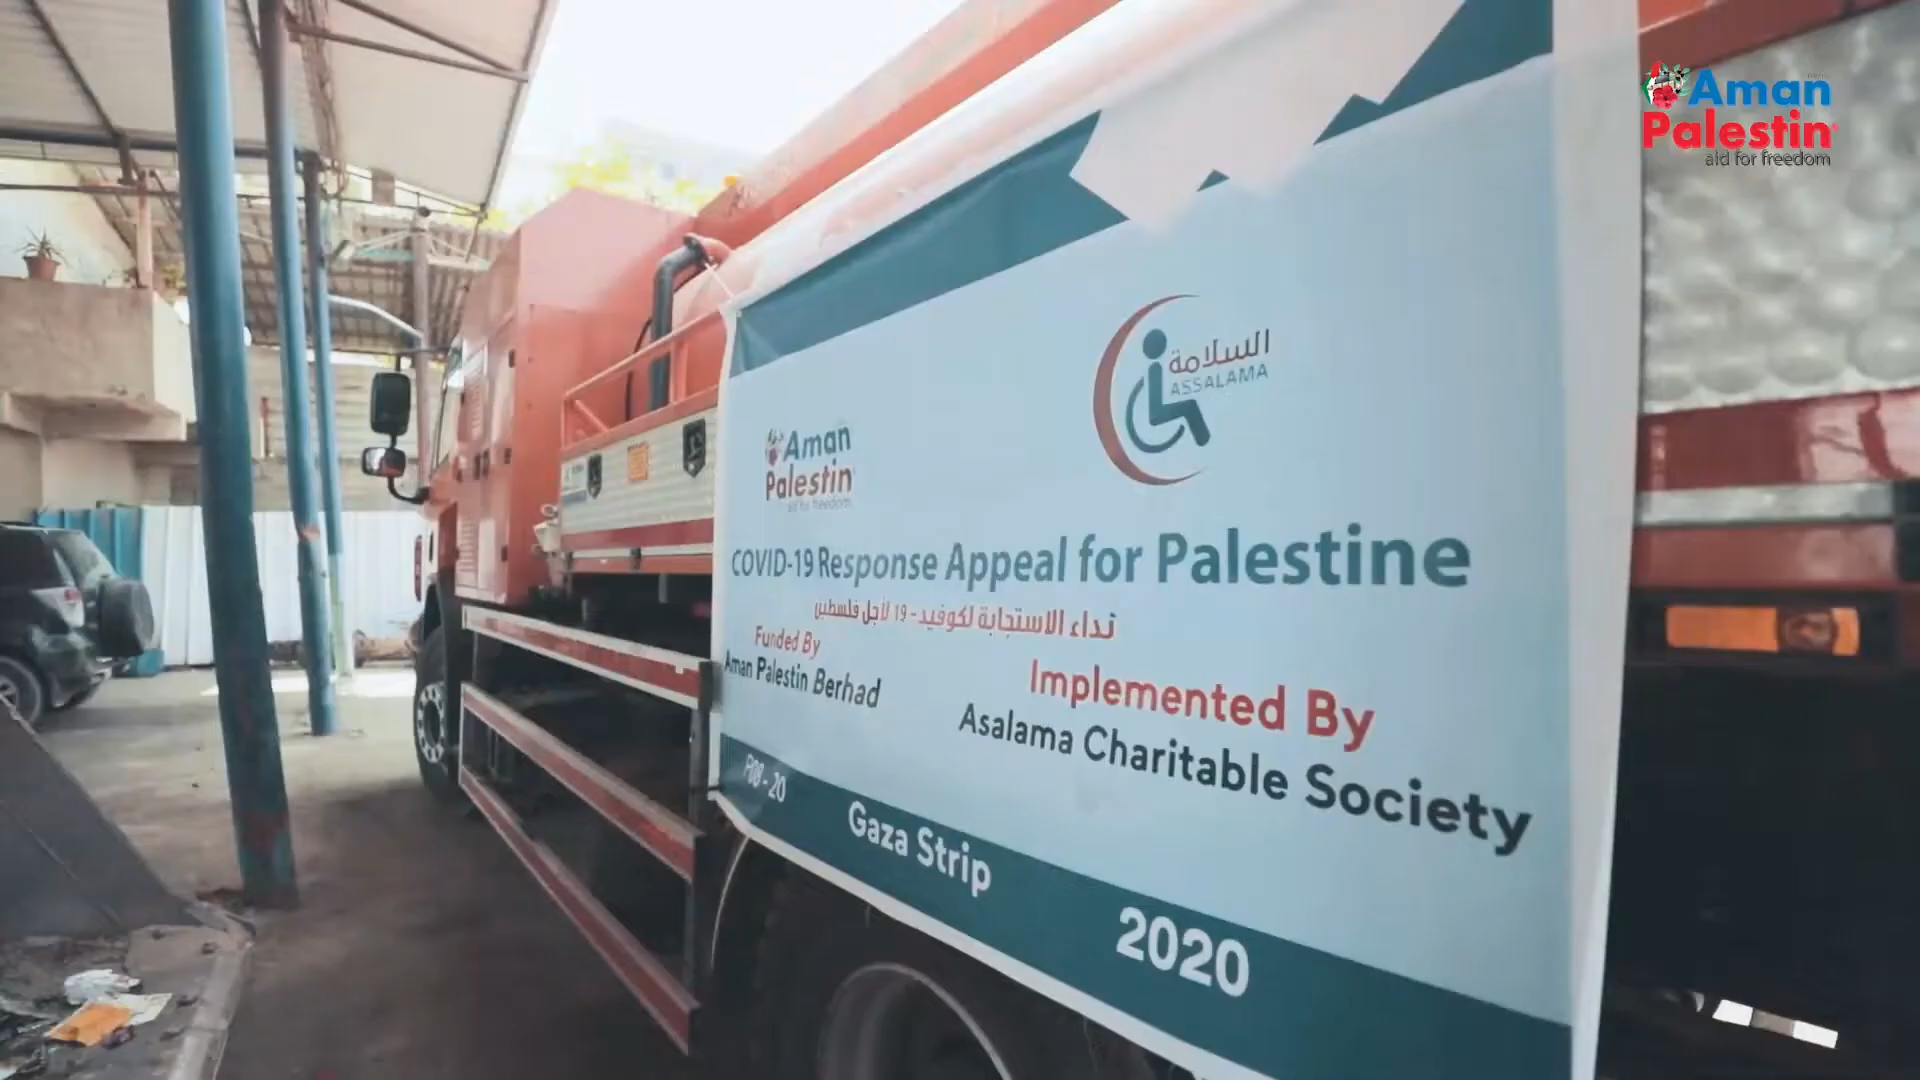 Aman
Palestin
aid for freedom
السلامة
ASSALAMA
Aman
Palestin
aid for freedom
COVID-19 Response Appeal for Palestine
نداء الاستجابة لكوفيد - 19 لأجل فلسطين
Funded By
Aman Palestin Berhad
Implemented By
Asalama Charitable Society
P08 - 20
Gaza Strip
2020